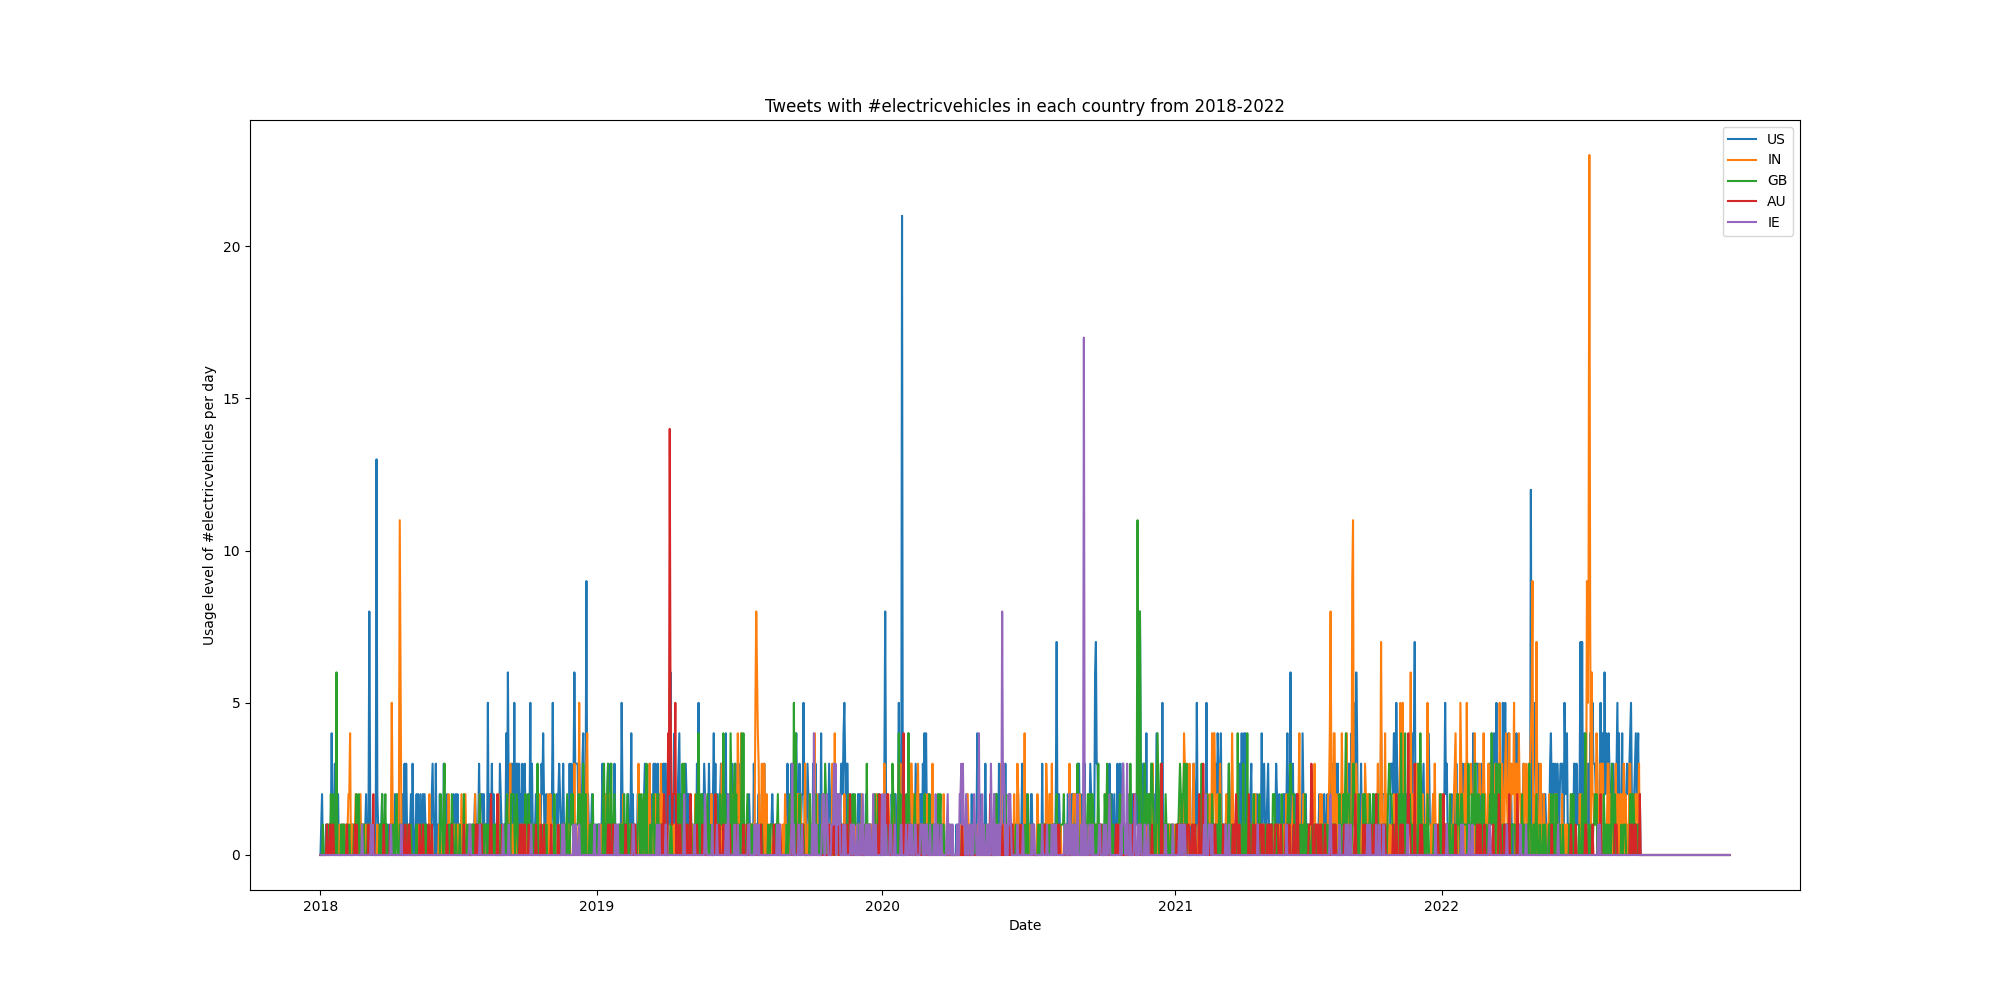 Tweets with #electricvehicles in each country from 2018-2022
US
IN
GB
AU
IE
Usage level of #electricvehicles per day
20
15
10
5
0
2018
2019
2020
2021
2022
Date